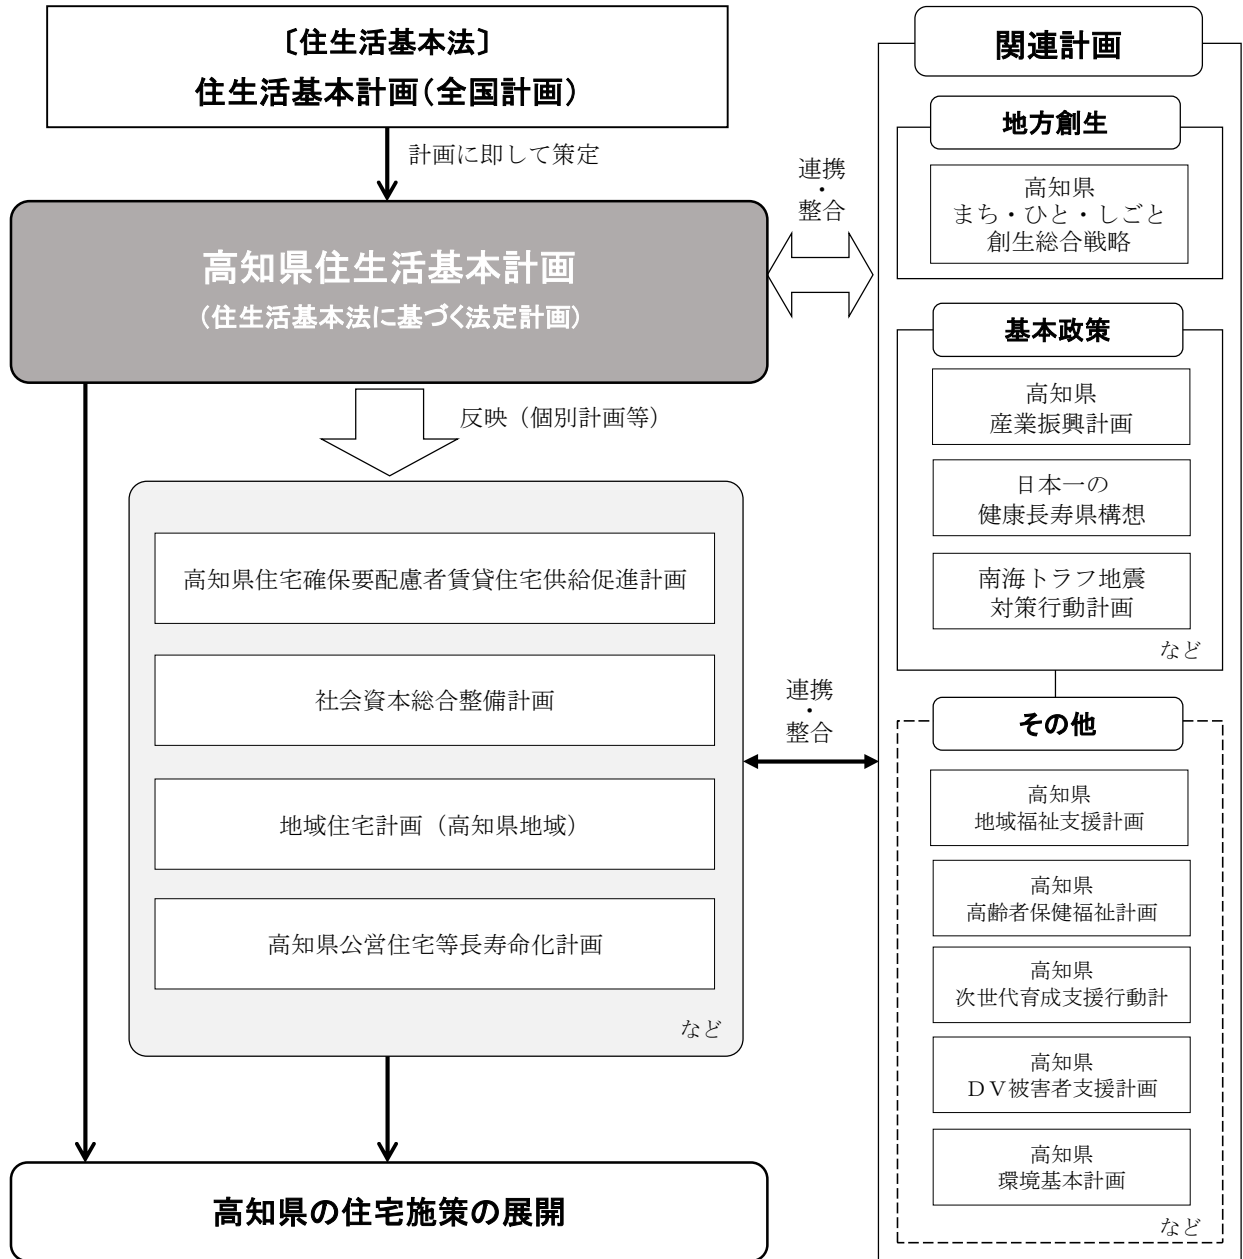 〔住生活基本法〕
住生活基本計画（全国計画）
計画に即して策定
高知県住生活基本計画
（住生活基本法に基づく法定計画）
連携
・
整合
反映（個別計画等）
高知県住宅確保要配慮者賃貸住宅供給促進計画
社会資本総合整備計画
地域住宅計画（高知県地域）
高知県公営住宅等長寿命化計画
など
連携
・
整合
高知県の住宅施策の展開
関連計画
地方創生
高知県
まち・ひと・しごと
創生総合戦略
基本政策
高知県
産業振興計画
日本一の
健康長寿県構想
南海トラフ地震
対策行動計画
など
その他
高知県
地域福祉支援計画
高知県
高齢者保健福祉計画
高知県
次世代育成支援行動計
高知県
ＤＶ被害者支援計画
高知県
環境基本計画
など